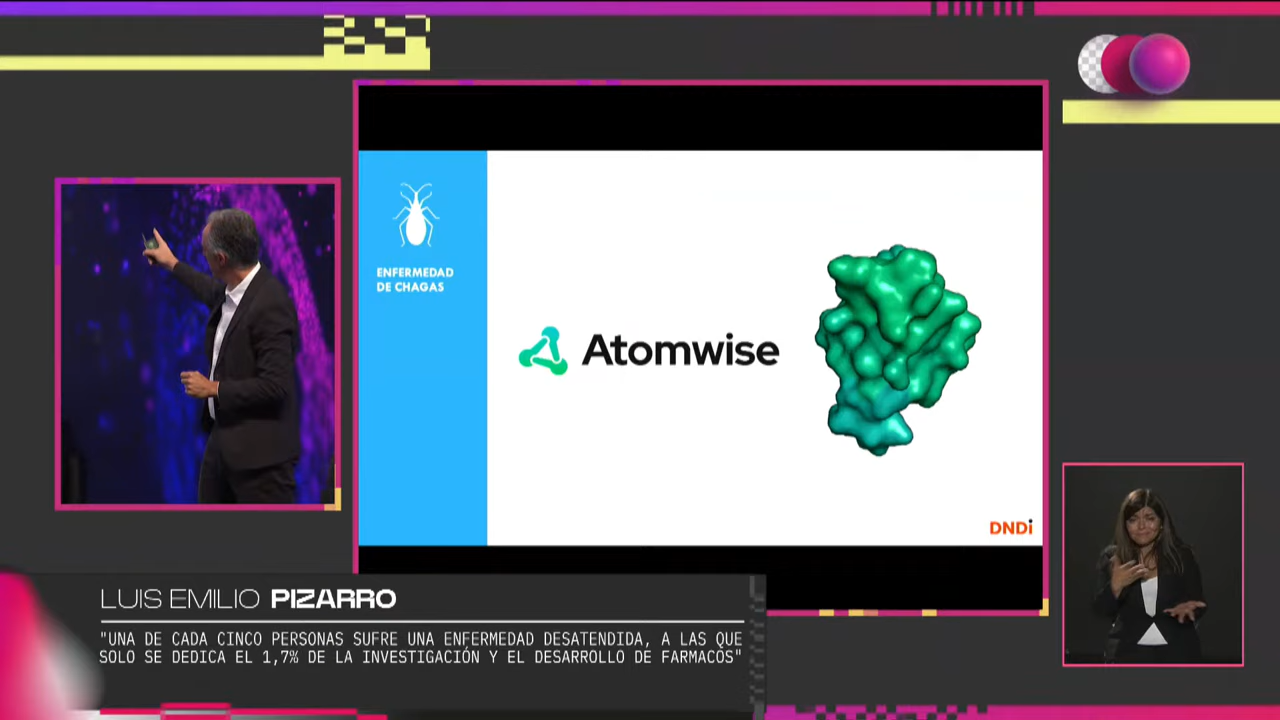 ENFERMEDAD
DE CHAGAS
Atomwise
DNDi
LUIS EMILIO PIZARRO
"UNA DE CADA CINCO PERSONAS SUFRE UNA ENFERMEDAD DESATENDIDA, A LAS QUE
SOLO SE DEDICA EL 1,7% DE LA INVESTIGACIÓN Y EL DESARROLLO DE FARMACOS"